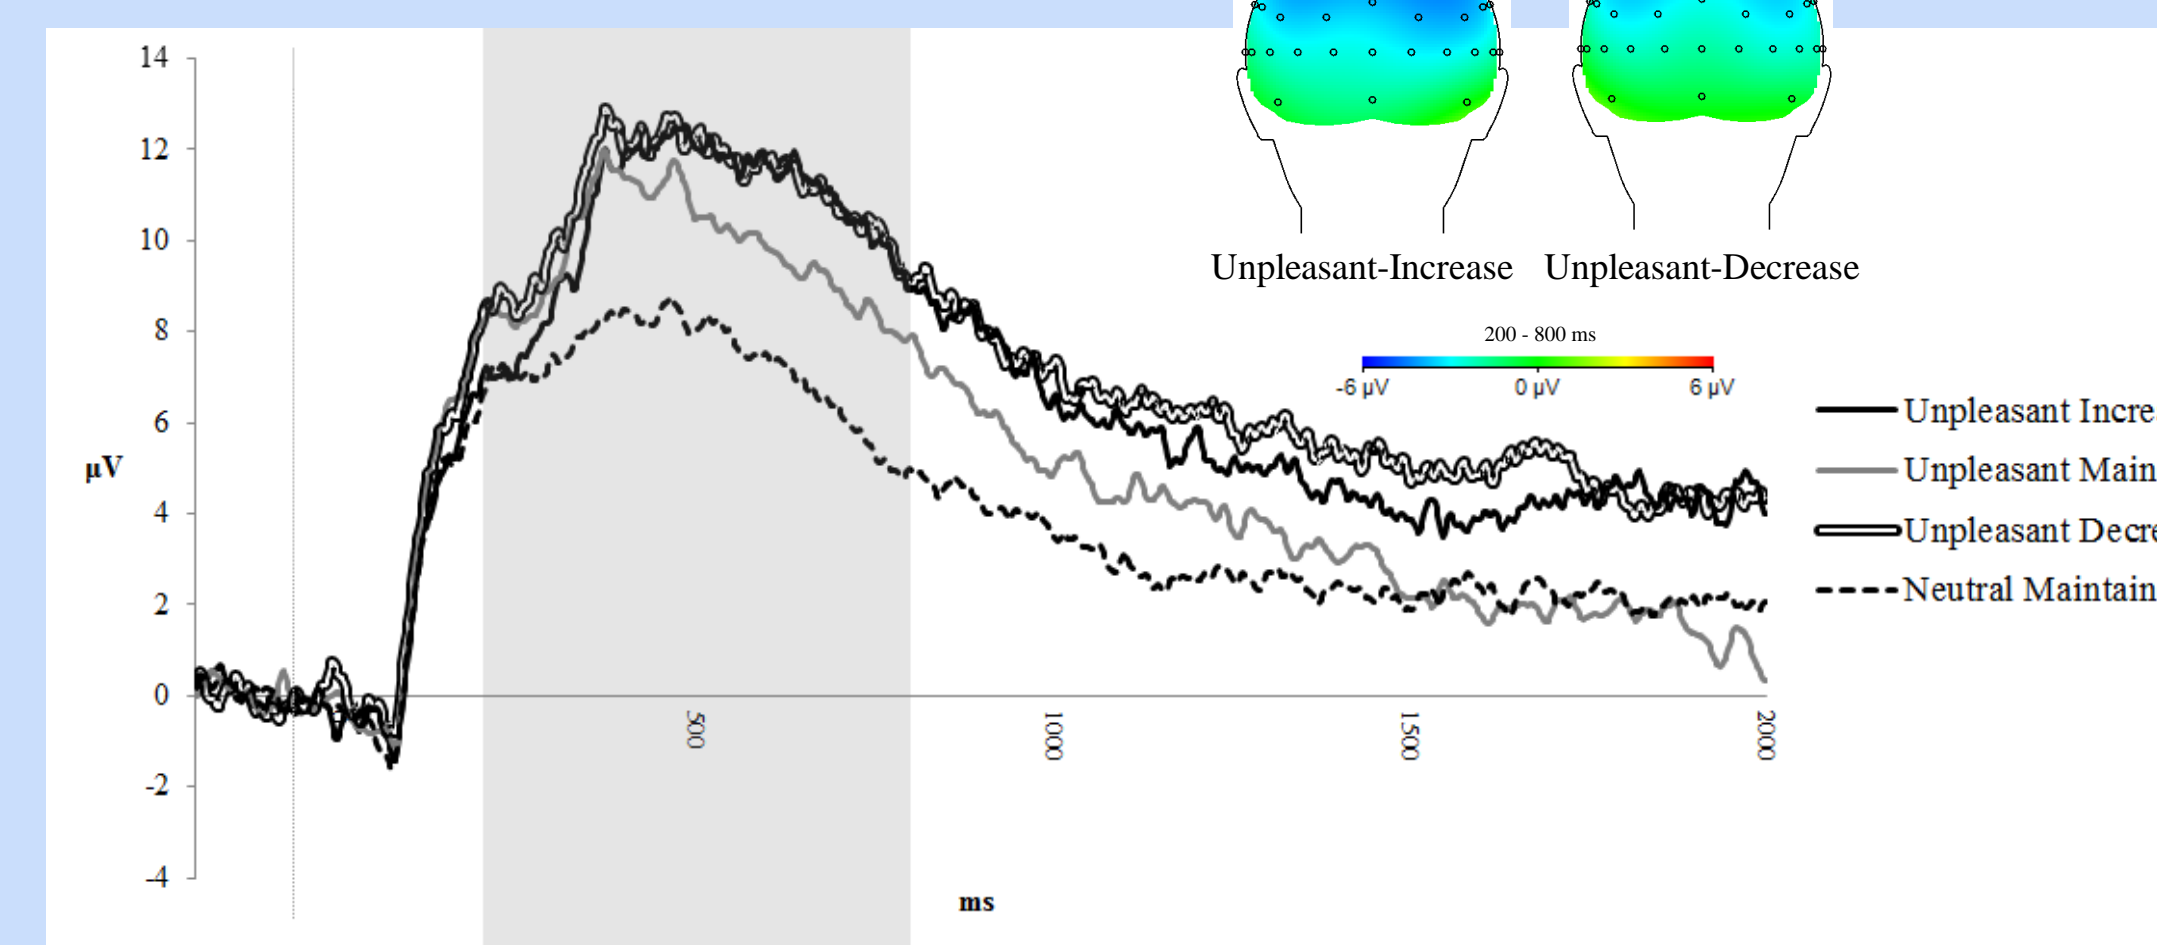 14
12
10
8
6
4
2
0
-2
-4
μV
500
1000
1500
2000
ms
Unpleasant-Increase Unpleasant-Decrease
200 - 800 ms
-6 μV 0 μV 6 μV
Unpleasant Incre
Unpleasant Main
Unpleasant Decre
Neutral Maintain